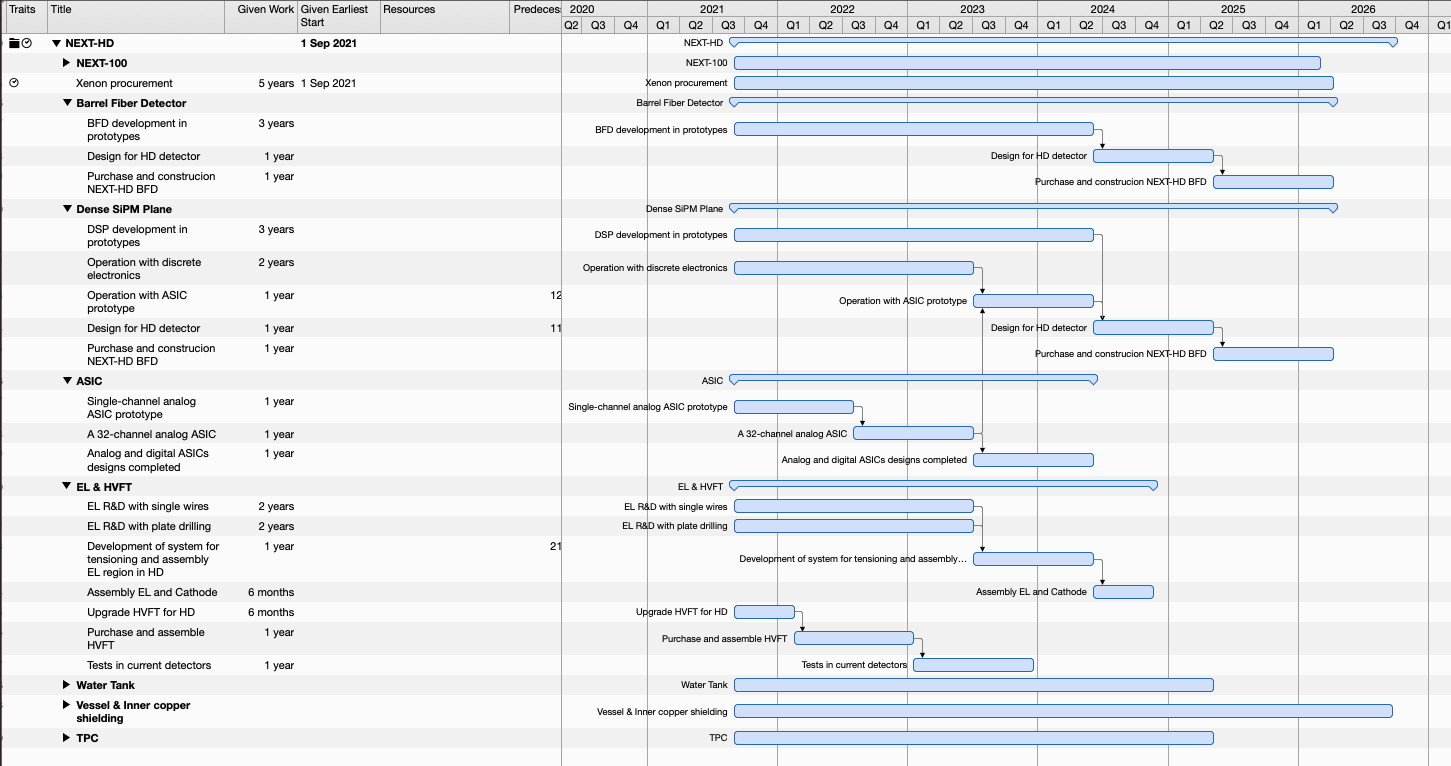 Traits Title Given Work Given Earliest Start Resources Predeces 2020 2021 2022 2023 2024 2025 2026
Q2 Q3 Q4 Q1 Q2 Q3 Q4 Q1 Q2 Q3 Q4 Q1 Q2 Q3 Q4 Q1 Q2 Q3 Q4 Q1 Q2 Q3 Q4 Q1 Q2 Q3 Q4 Q1
NEXT-HD 1 Sep 2021 NEXT-HD
NEXT-100 NEXT-100
Xenon procurement 5 years 1 Sep 2021 Xenon procurement
Barrel Fiber Detector Barrel Fiber Detector
BFD development in 3 years BFD development in prototypes
prototypes
Design for HD detector 1 year Design for HD detector
Purchase and construcion 1 year Purchase and construcion NEXT-HD BFD
NEXT-HD BFD
Dense SiPM Plane Dense SiPM Plane
DSP development in 3 years DSP development in prototypes
prototypes
Operation with discrete 2 years Operation with discrete electronics
electronics
Operation with ASIC 1 year 12 Operation with ASIC prototype
prototype
Design for HD detector 1 year 11 Design for HD detector
Purchase and construcion 1 year Purchase and construcion NEXT-HD BFD
NEXT-HD BFD
ASIC ASIC
Single-channel analog 1 year Single-channel analog ASIC prototype
ASIC prototype
A 32-channel analog ASIC 1 year A 32-channel analog ASIC
Analog and digital ASICs 1 year Analog and digital ASICs designs completed
designs completed
EL & HVFT EL & HVFT
EL R&D with single wires 2 years EL R&D with single wires
EL R&D with plate drilling 2 years EL R&D with plate drilling
Development of system for 1 year 21 Development of system for tensioning and assembly…
tensioning and assembly
EL region in HD
Assembly EL and Cathode 6 months Assembly EL and Cathode
Upgrade HVFT for HD 6 months Upgrade HVFT for HD
Purchase and assemble 1 year Purchase and assemble HVFT
HVFT
Tests in current detectors 1 year Tests in current detectors
Water Tank Water Tank
Vessel & Inner copper Vessel & Inner copper shielding
shielding
TPC TPC